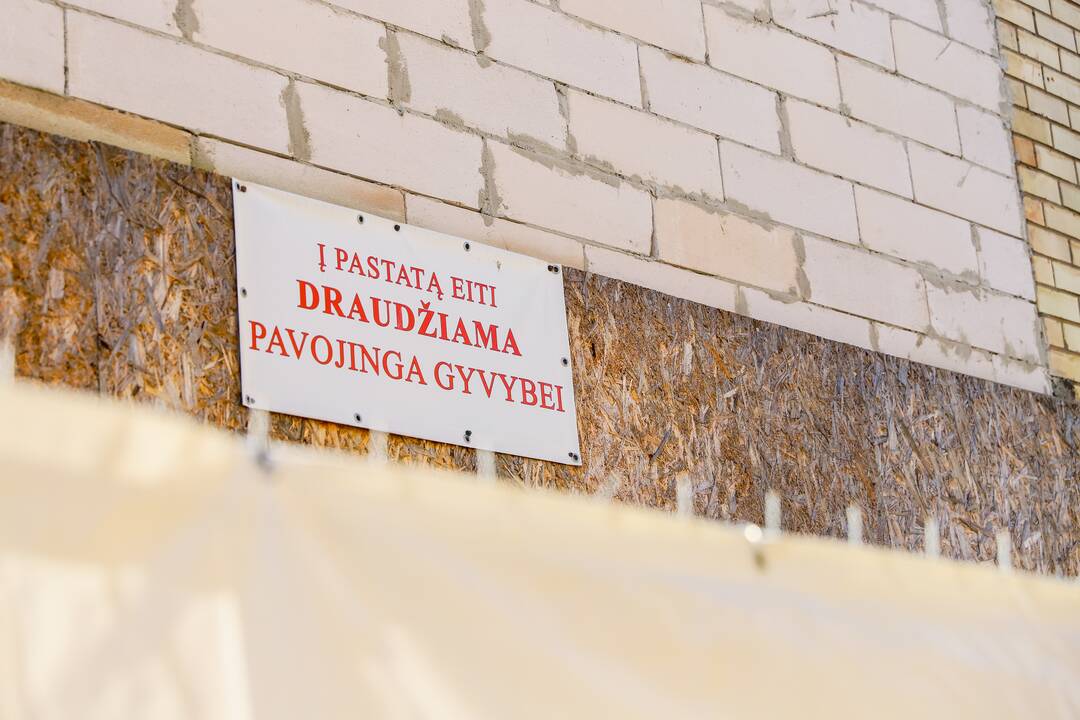 Į PASTATĄ EITI
DRAUDŽIAMA
PAVOJINGA GYVYBEI